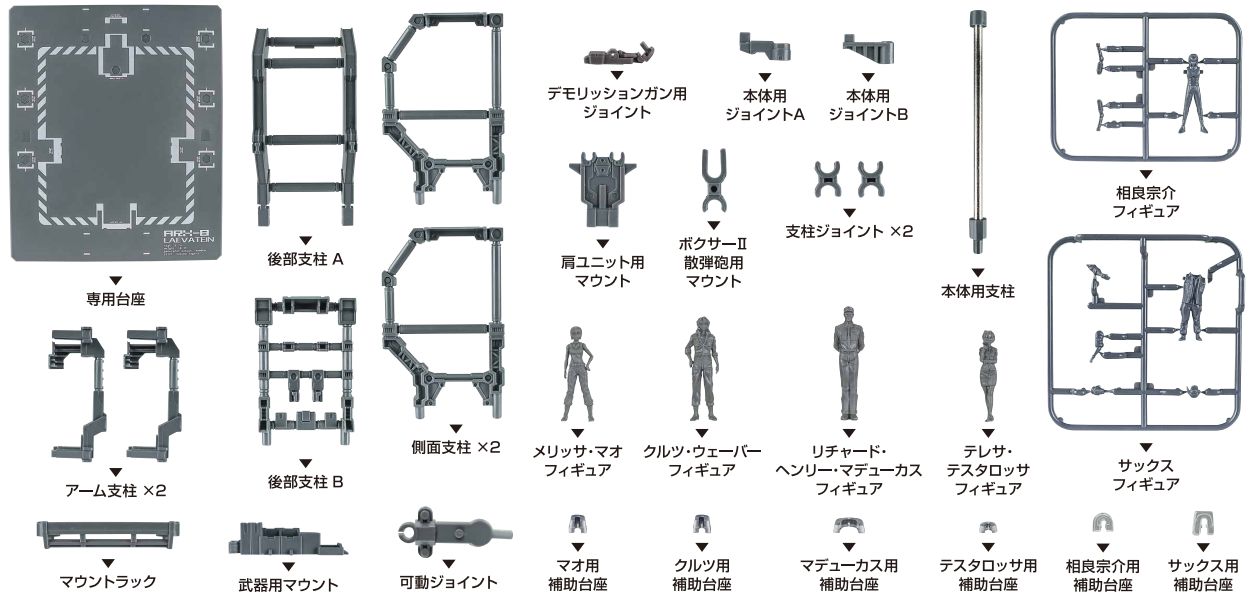 ARX-8
LAEVATEIN
専用台座
後部支柱 A
側面支柱 ×2
デモリッションガン用
ジョイント
本体用
ジョイントA
本体用
ジョイントB
肩ユニット用
マウント
ボクサーⅡ
散弾砲用
マウント
支柱ジョイント ×2
本体用支柱
相良宗介
フィギュア
アーム支柱 ×2
後部支柱 B
メリッサ・マオ
フィギュア
クルツ・ウェーバー
フィギュア
リチャード・
ヘンリー・マデューカス
フィギュア
テレサ・
テスタロッサ
フィギュア
サックス
フィギュア
マウントラック
武器用マウント
可動ジョイント
マオ用
補助台座
クルツ用
補助台座
マデューカス用
補助台座
テスタロッサ用
補助台座
相良宗介用
補助台座
サックス用
補助台座